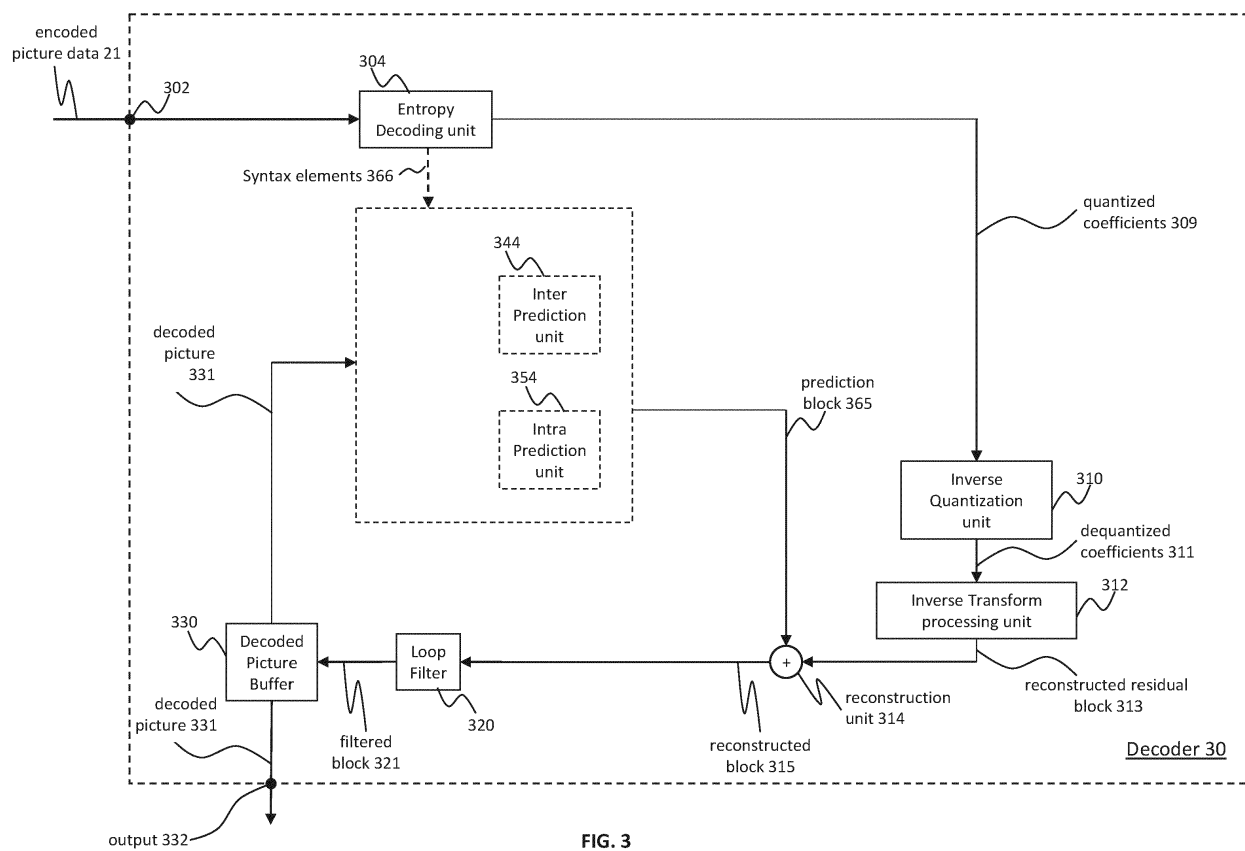 encoded
picture data 21
302
304
Entropy
Decoding unit
Syntax elements 366
quantized
coefficients 309
344
Inter
Prediction
unit
354
Intra
Prediction
unit
decoded
picture
331
prediction
block 365
Inverse
Quantization
unit
310
dequantized
coefficients 311
Inverse Transform
processing unit
312
330
Decoded
Picture
Buffer
Loop
Filter
320
+
reconstruction
unit 314
reconstructed residual
block 313
decoded
picture 331
filtered
block 321
reconstructed
block 315
Decoder 30
output 332
FIG. 3